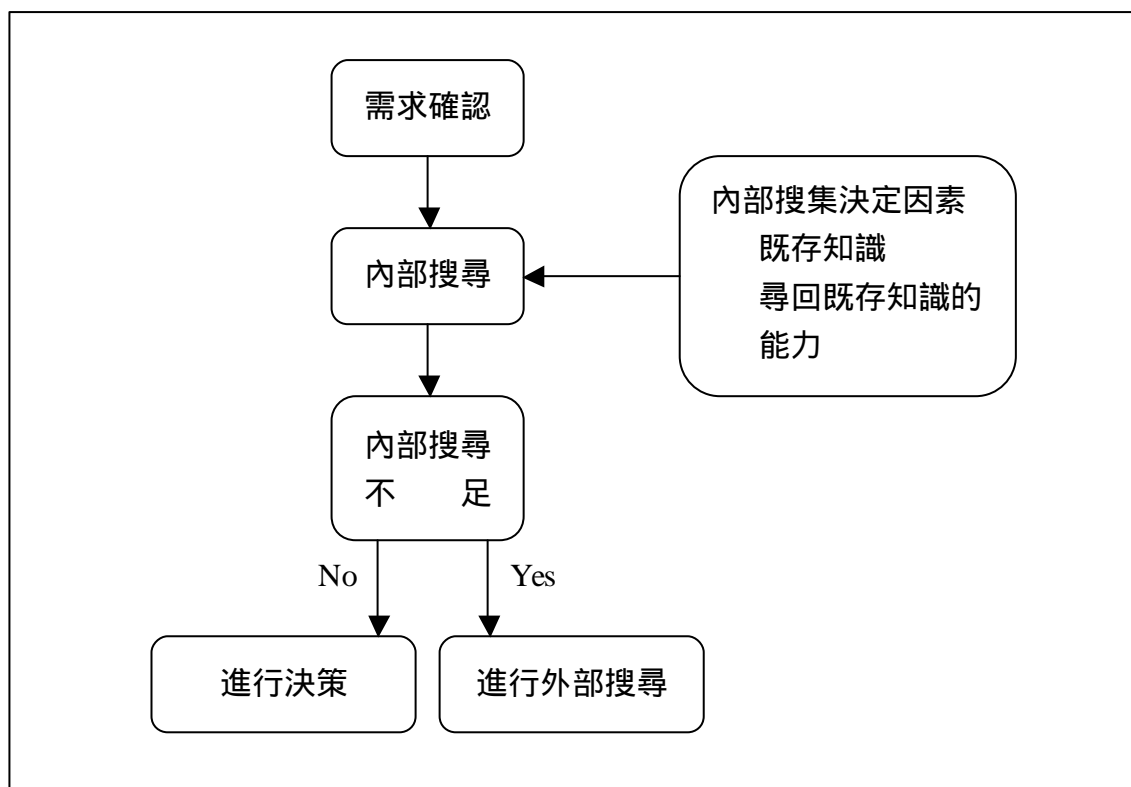 需求確認
內部搜尋
內部搜集決定因素
既存知識
尋回既存知識的
能力
內部搜尋
不　　足
No
Yes
進行決策
進行外部搜尋